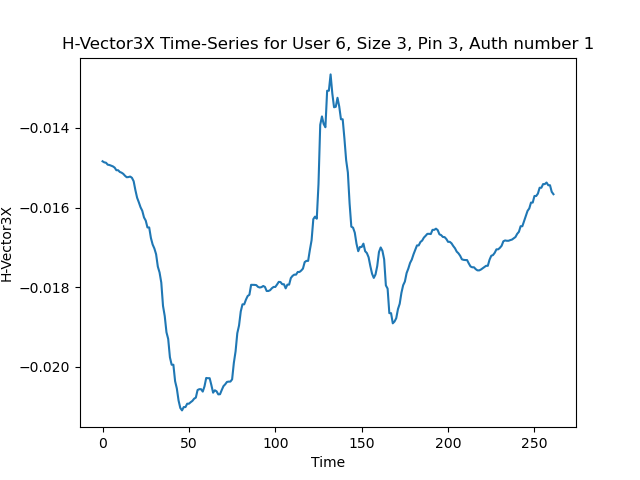 H-Vector3X Time-Series for User 6, Size 3, Pin 3, Auth number 1
−0.014
−0.016
−0.018
−0.020
H-Vector3X
0 50 100 150 200 250
Time